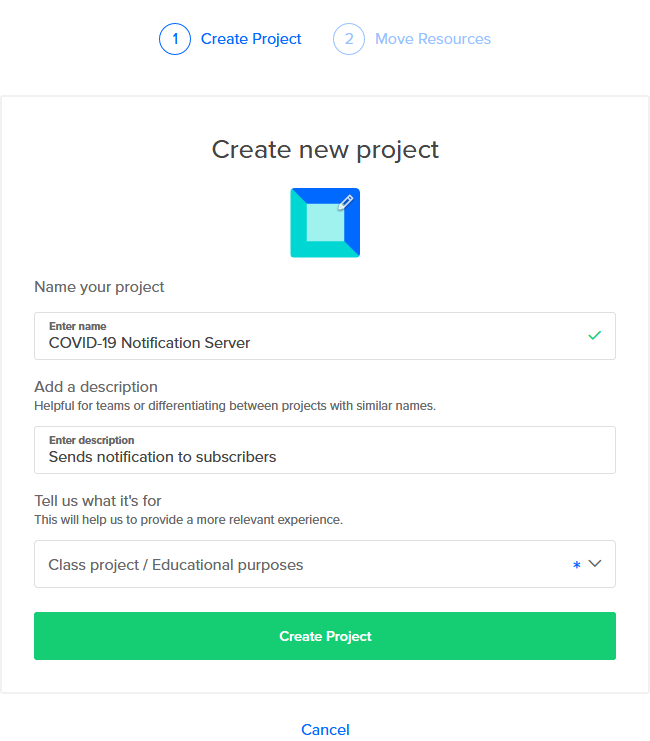 1 Create Project 2 Move Resources
Create new project
Name your project
Enter name
COVID-19 Notification Server
Add a description
Helpful for teams or differentiating between projects with similar names.
Enter description
Sends notification to subscribers
Tell us what it's for
This will help us to provide a more relevant experience.
Class project / Educational purposes *
Create Project
Cancel